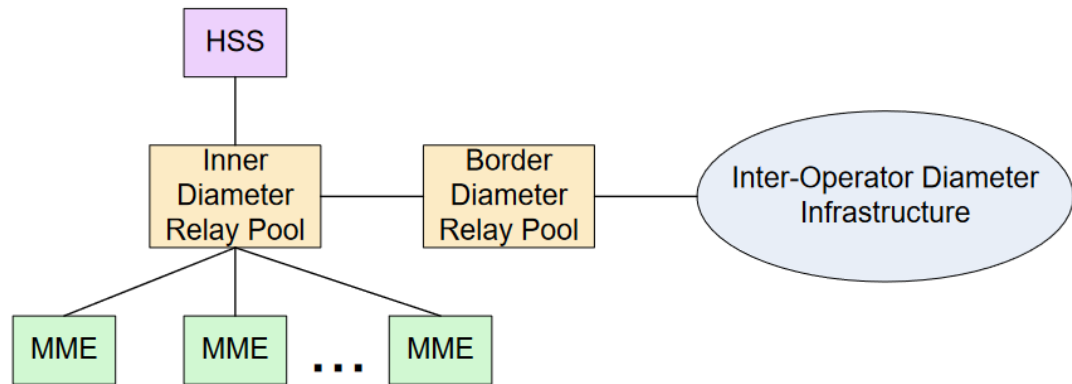 HSS
Inner
Diameter
Relay Pool
Border
Diameter
Relay Pool
Inter-Operator Diameter
Infrastructure
MME
MME
...
MME